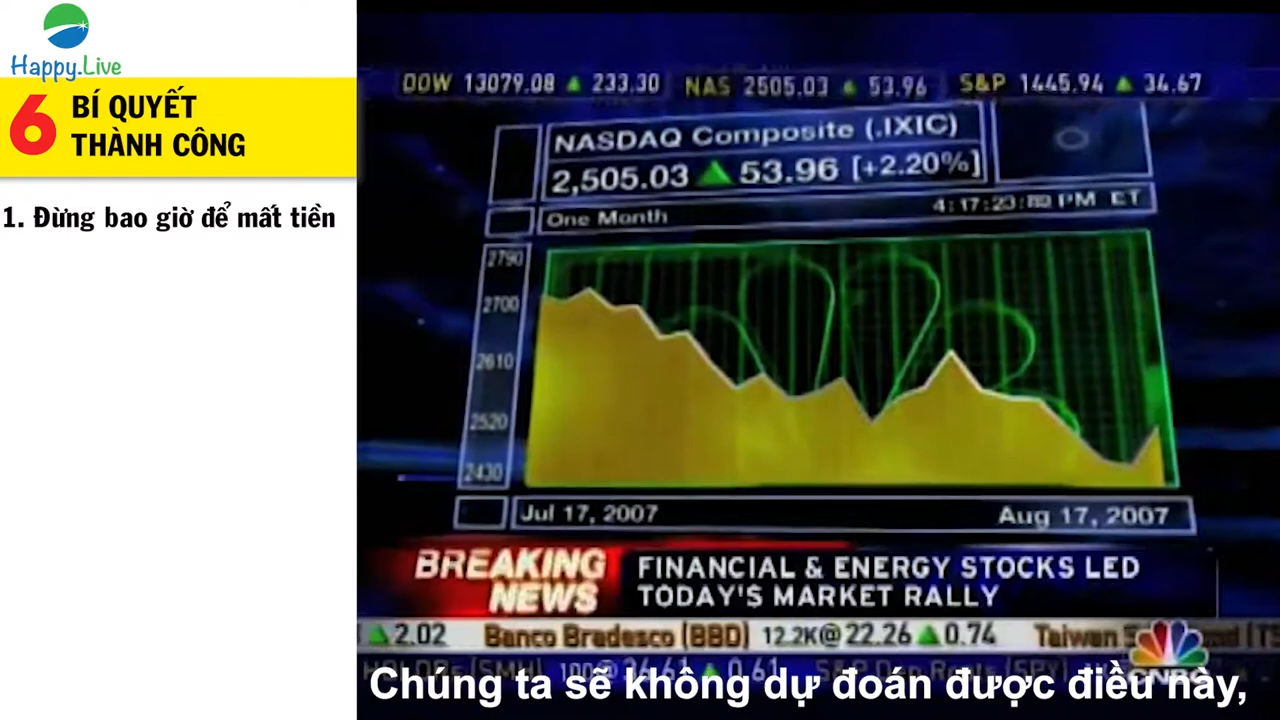 Happy.Live
6 BÍ QUYẾT
THÀNH CÔNG
1. Đừng bao giờ để mất tiền
DOW 13079.08 ▲ 233.30 NAS 2505.03 ▲ 53.96 S&P 1445.94 ▲ 34.67
NASDAQ Composite (.IXIC)
2,505.03 ▲ 53.96 [+2.20%]
One Month
PM ET
2790
2700
2610
2520
2430
Jul 17, 2007 Aug 17, 2007
BREAKING
NEWS
FINANCIAL & ENERGY STOCKS LED
TODAY'S MARKET RALLY
▲2.02 Banco Bradesco (BBD) 12.2K@22.26 ▲0.74 Taiwan
CNBC
Chúng ta sẽ không dự đoán được điều này,